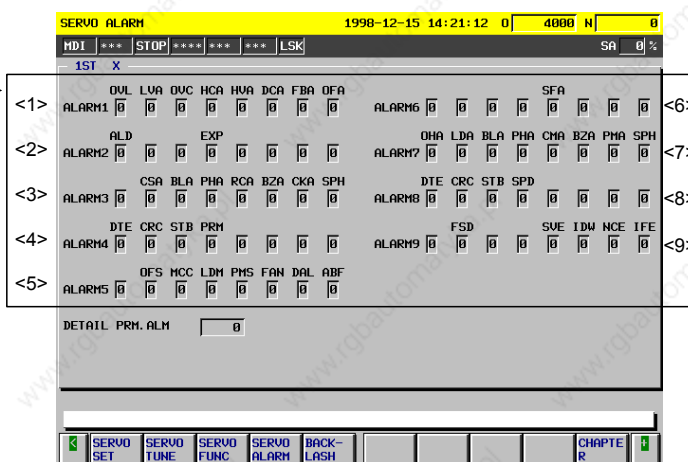 SERVO ALARM 1998-12-15 14:21:12 O 4000 N 0
MDI *** STOP **** *** *** LSK SA 0 %
1ST X
OVL LVA OVC HCA HVA DCA FBA OFA SFA
<1> ALARM1 0 0 0 0 0 0 0 0 ALARM6 0 0 0 0 0 0 0 0 <6>
ALD EXP OHA LDA BLA PHA CMA BZA PMA SPH
<2> ALARM2 0 0 0 0 0 0 0 0 ALARM7 0 0 0 0 0 0 0 0 <7>
CSA BLA PHA RCA BZA CKA SPH DTE CRC STB SPD
<3> ALARM3 0 0 0 0 0 0 0 0 ALARM8 0 0 0 0 0 0 0 0 <8>
DTE CRC STB PRM FSD SVE IDW NCE IFE
<4> ALARM4 0 0 0 0 0 0 0 0 ALARM9 0 0 0 0 0 0 0 0 <9>
OFS MCC LDM PMS FAN DAL ABF
<5> ALARM5 0 0 0 0 0 0 0 0
DETAIL PRM.ALM 0
< SERVO SET SERVO TUNE SERVO FUNC SERVO ALARM BACK-LASH CHAPTER +
www.rgbautomatyka.pl